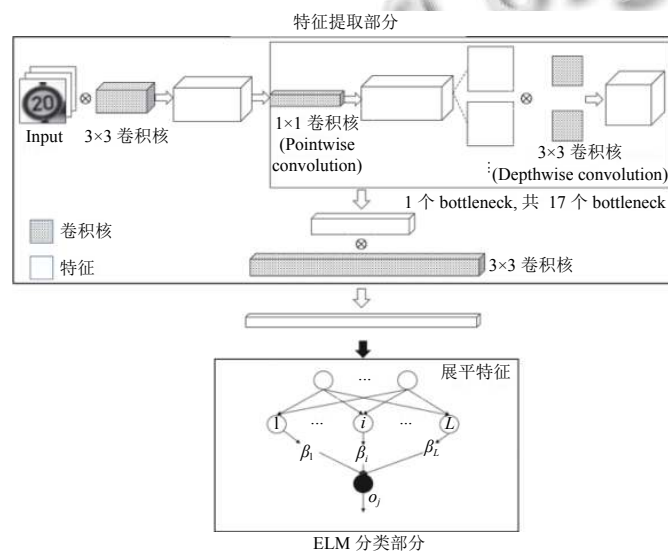 特征提取部分
20
Input
3×3 卷积核
1×1 卷积核
(Pointwise
convolution)
3×3 卷积核
(Depthwise convolution)
1 个 bottleneck, 共 17 个 bottleneck
卷积核
特征
3×3 卷积核
展平特征
...
1 ... i ... L
β1 βi βL
oj
ELM 分类部分